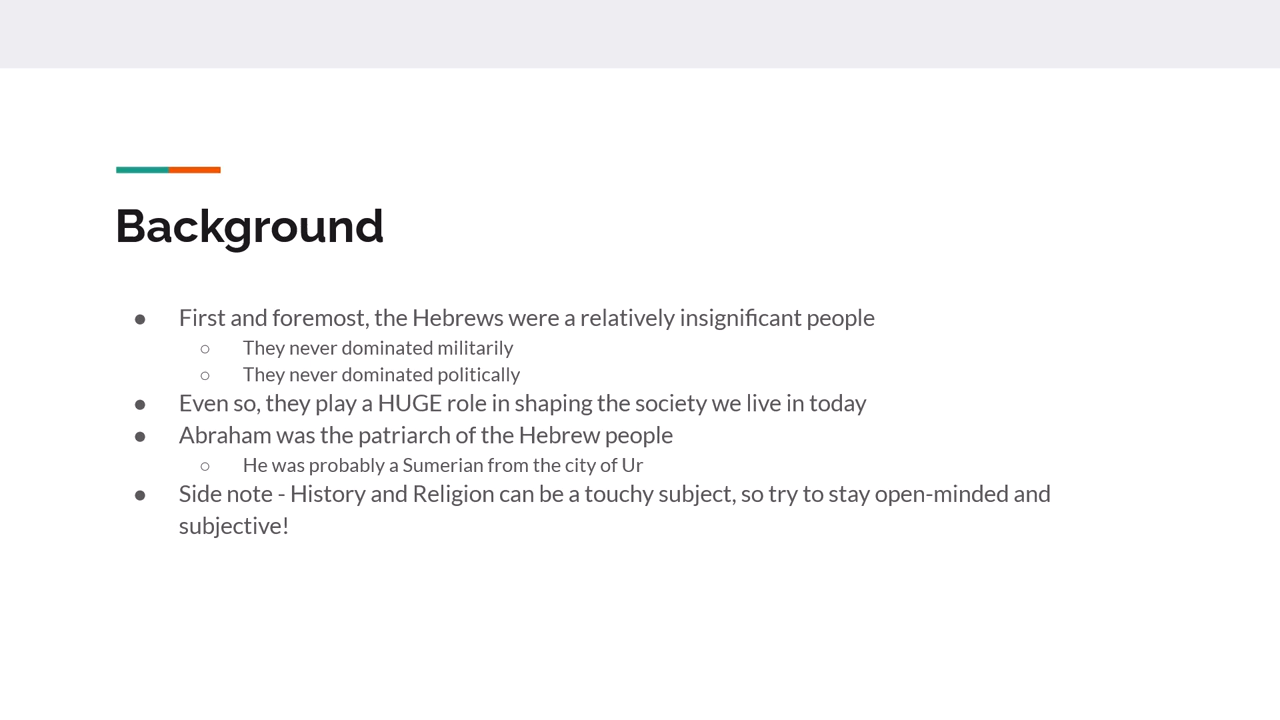 Background
● First and foremost, the Hebrews were a relatively insignificant people
○ They never dominated militarily
○ They never dominated politically
● Even so, they play a HUGE role in shaping the society we live in today
● Abraham was the patriarch of the Hebrew people
○ He was probably a Sumerian from the city of Ur
● Side note - History and Religion can be a touchy subject, so try to stay open-minded and
subjective!